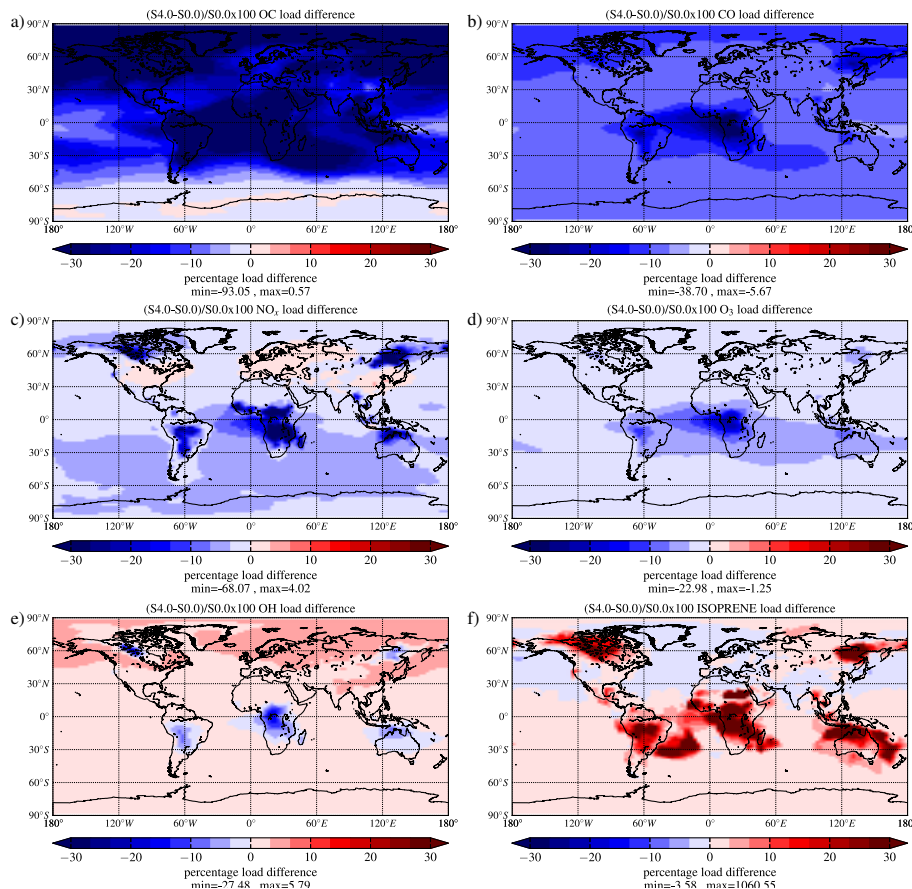 a) (S4.0-S0.0)/S0.0x100 OC load difference
90°N
60°N
30°N
0°
30°S
60°S
90°S
180° 120°W 60°W 0° 60°E 120°E 180°
−30 −20 −10 0 10 20 30
percentage load difference
min=-93.05 , max=0.57
b) (S4.0-S0.0)/S0.0x100 CO load difference
90°N
60°N
30°N
0°
30°S
60°S
90°S
180° 120°W 60°W 0° 60°E 120°E 180°
−30 −20 −10 0 10 20 30
percentage load difference
min=-38.70 , max=-5.67
c) (S4.0-S0.0)/S0.0x100 NOₓ load difference
90°N
60°N
30°N
0°
30°S
60°S
90°S
180° 120°W 60°W 0° 60°E 120°E 180°
−30 −20 −10 0 10 20 30
percentage load difference
min=-68.07 , max=4.02
d) (S4.0-S0.0)/S0.0x100 O₃ load difference
90°N
60°N
30°N
0°
30°S
60°S
90°S
180° 120°W 60°W 0° 60°E 120°E 180°
−30 −20 −10 0 10 20 30
percentage load difference
min=-22.98 , max=-1.25
e) (S4.0-S0.0)/S0.0x100 OH load difference
90°N
60°N
30°N
0°
30°S
60°S
90°S
180° 120°W 60°W 0° 60°E 120°E 180°
−30 −20 −10 0 10 20 30
percentage load difference
min=-27.48 , max=5.79
f) (S4.0-S0.0)/S0.0x100 ISOPRENE load difference
90°N
60°N
30°N
0°
30°S
60°S
90°S
180° 120°W 60°W 0° 60°E 120°E 180°
−30 −20 −10 0 10 20 30
percentage load difference
min=-3.58 , max=1060.55